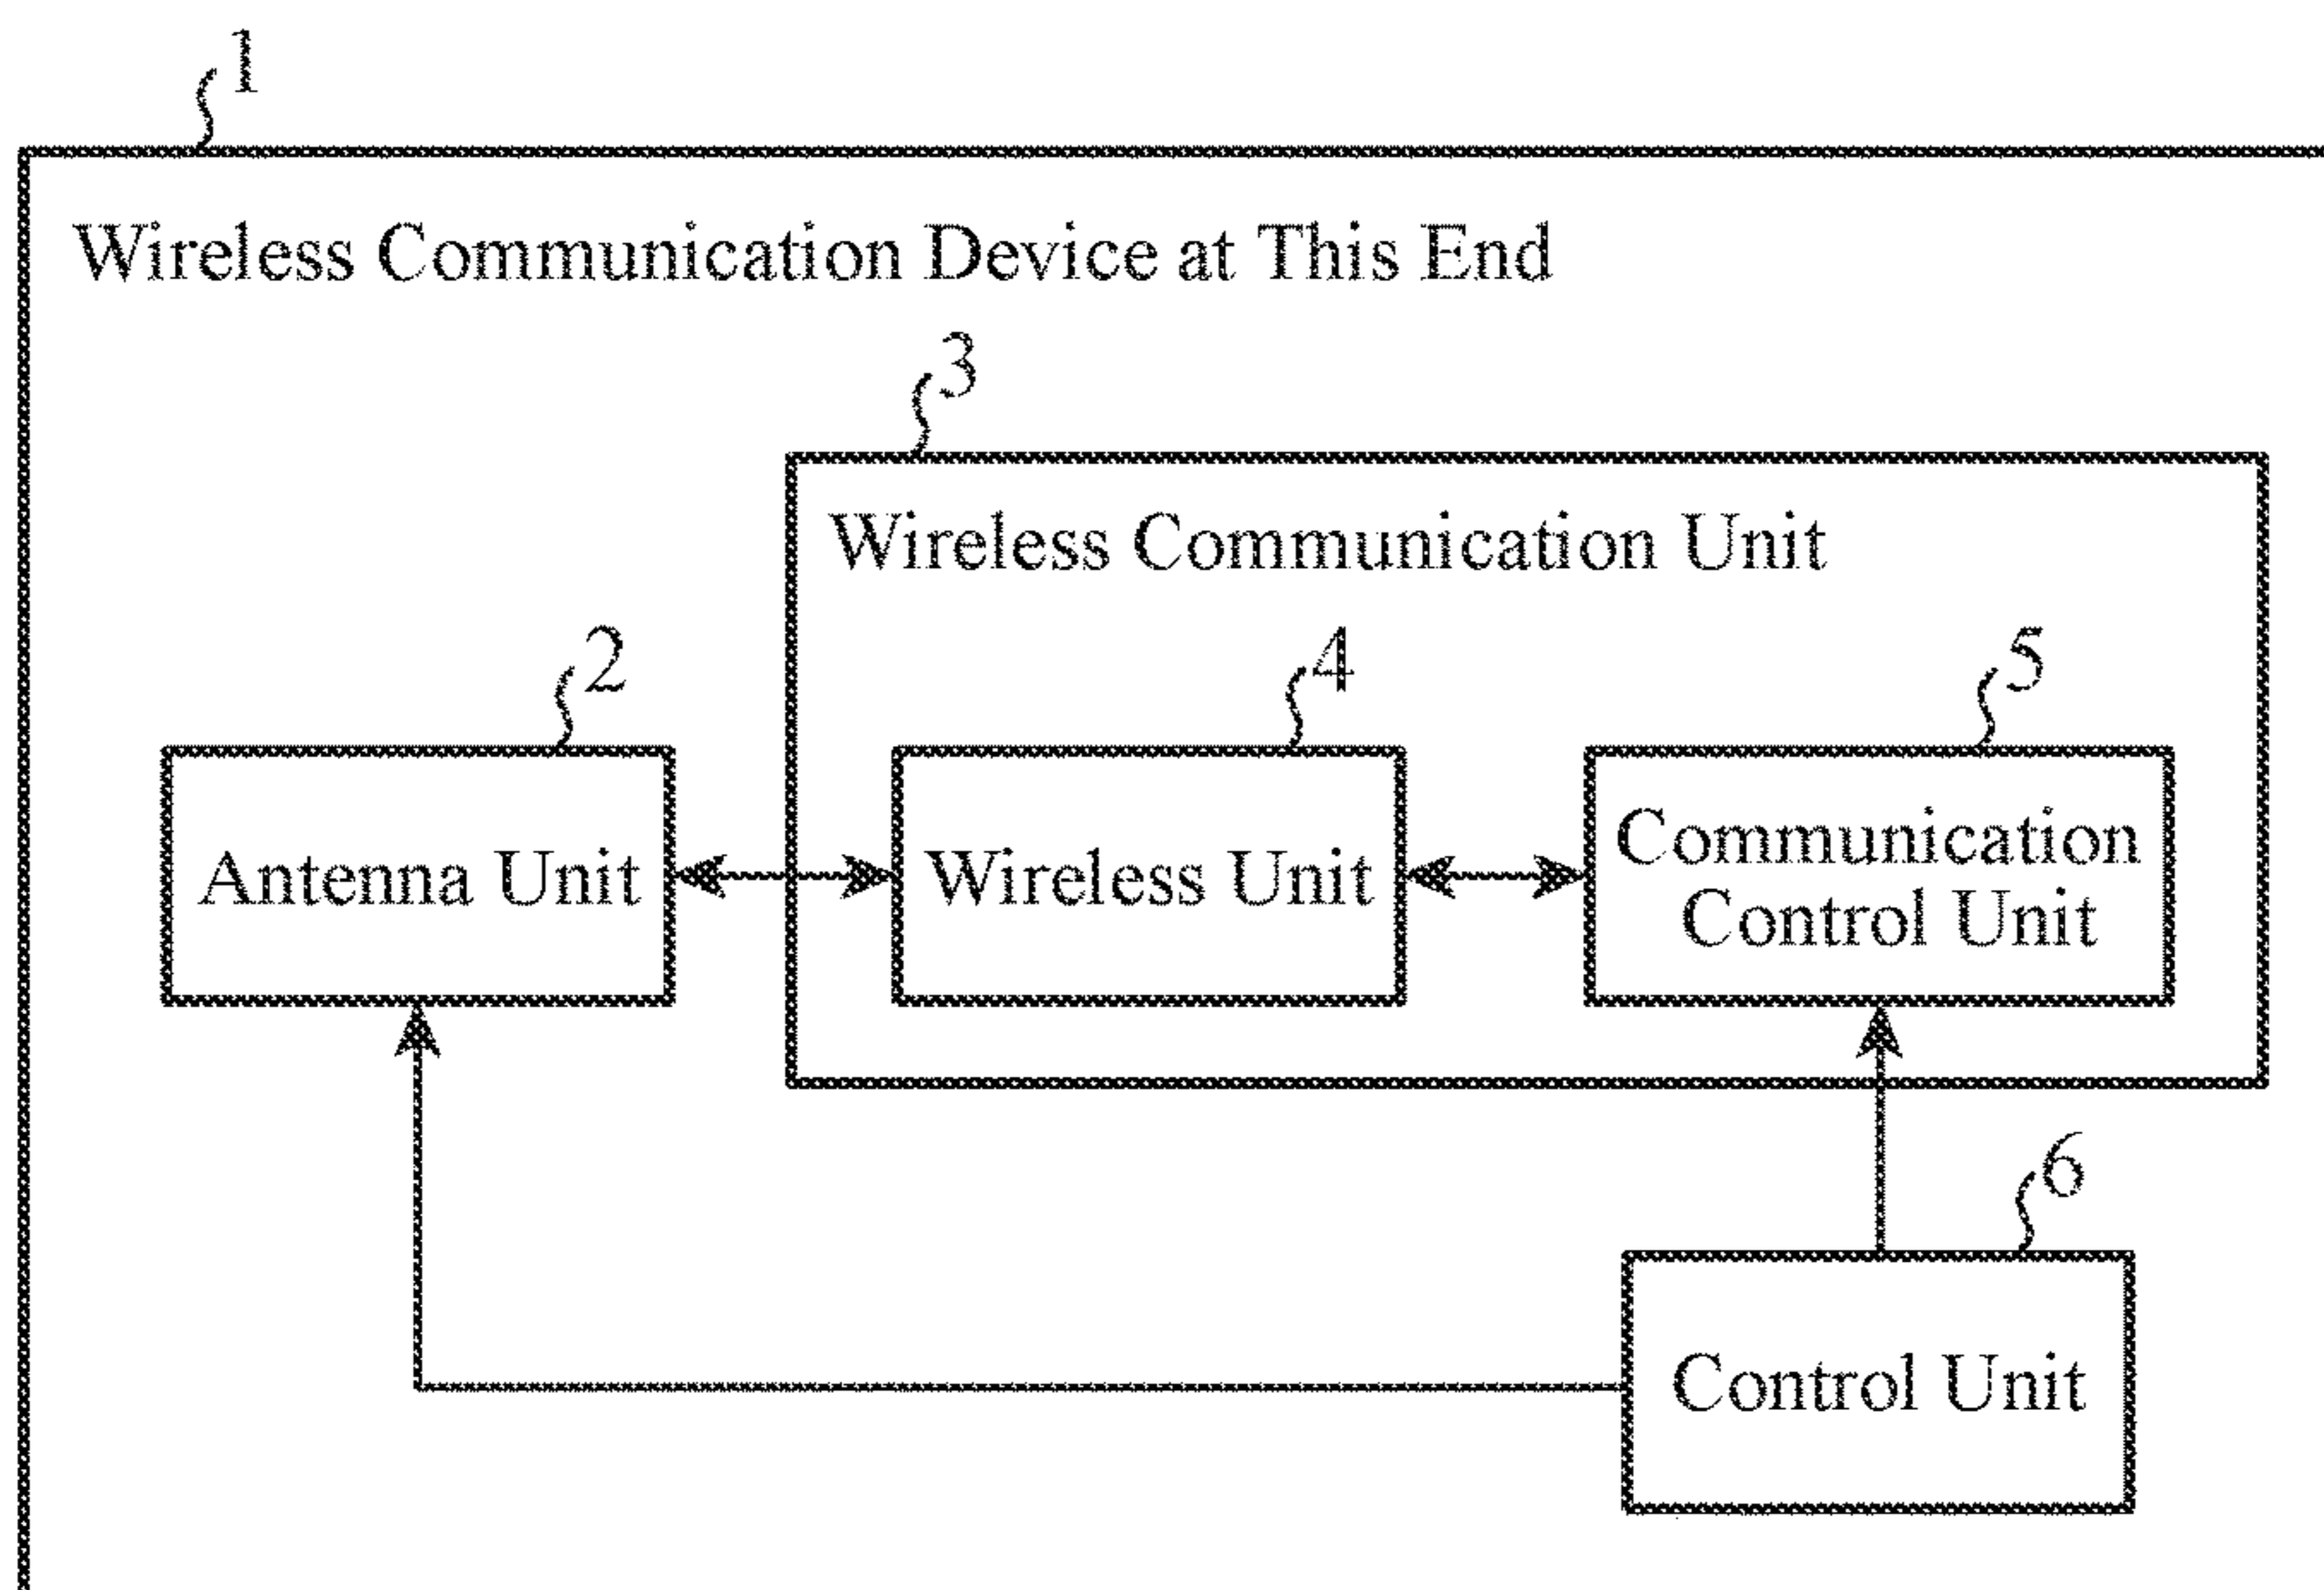 1
Wireless Communication Device at This End
3
Wireless Communication Unit
2
4
5
Antenna Unit
Wireless Unit
Communication
Control Unit
6
Control Unit